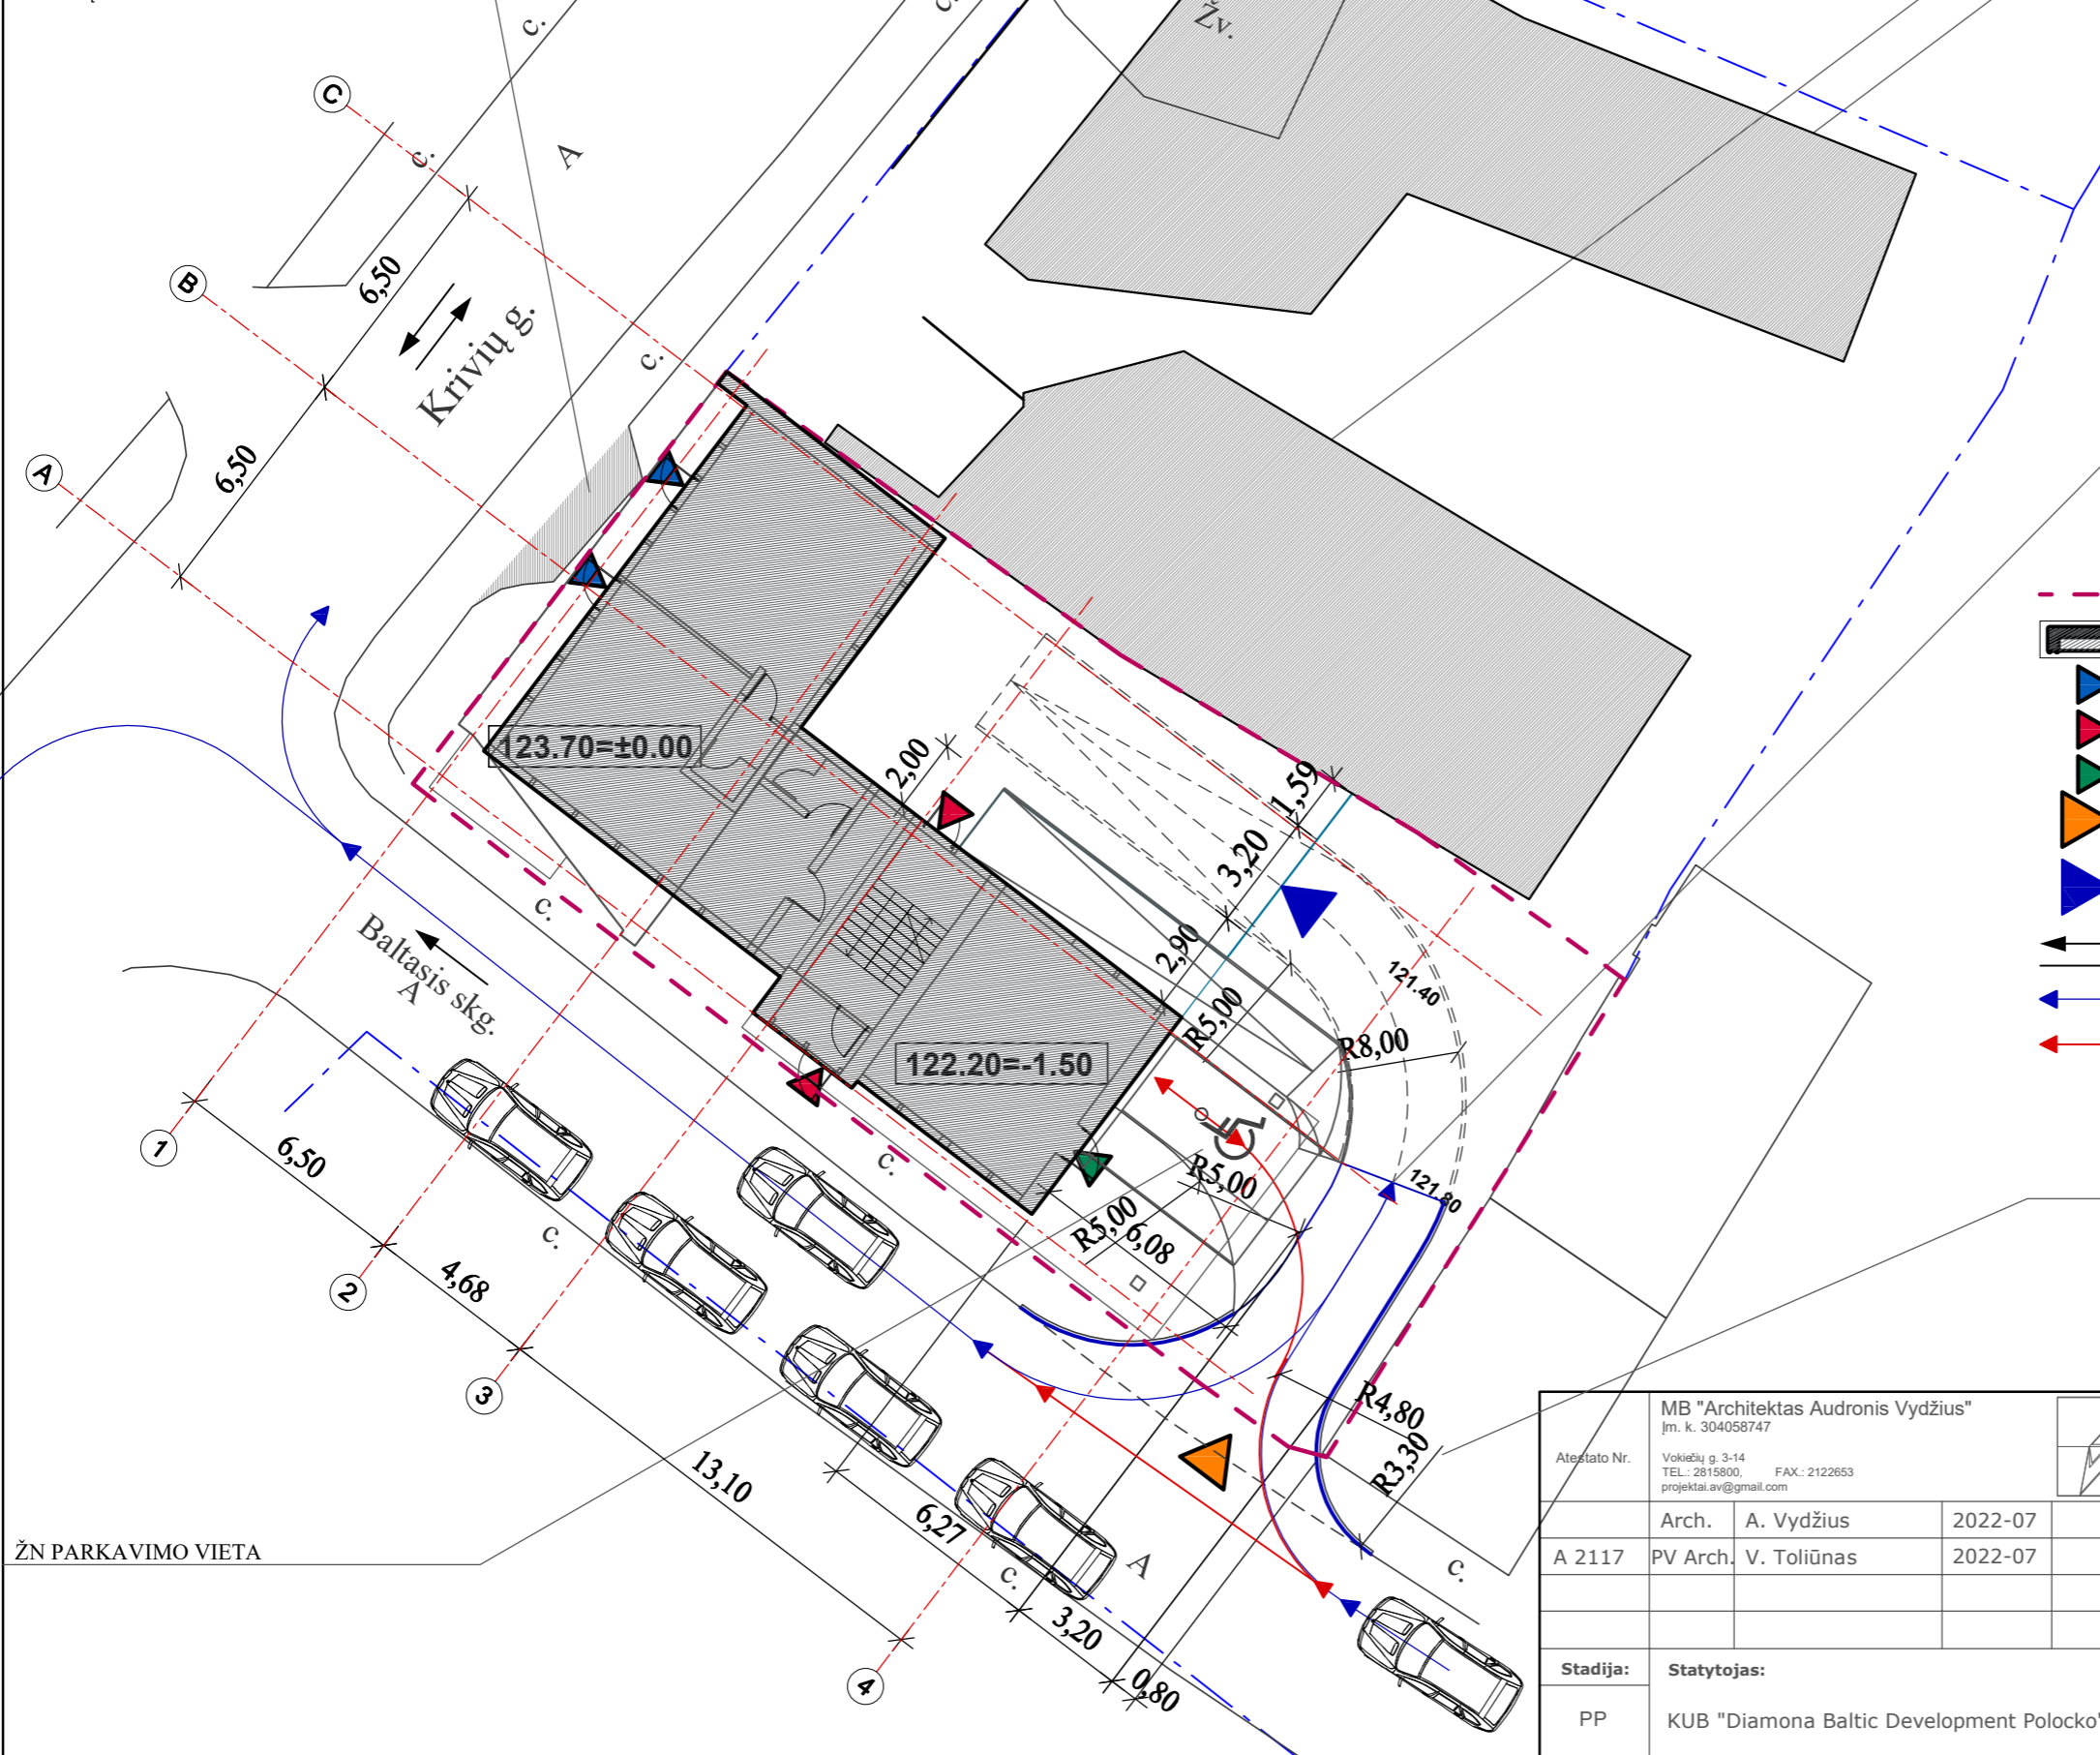 c.
c.
Žv.
C
c.
A
B
6,50
Krivių g.
c.
A
6,50
123.70=±0.00
2,00
1,59
3,20
2,90
c.
Baltasis skg.
A
121.40
R5,00
R8,00
122.20=-1.50
1
6,50
c.
R5,00
121.80
R5,00
6,08
c.
2
4,68
3
R4,80
R3,30
13,10
6,27
A
c.
c.
3,20
0,80
4
ŽN PARKAVIMO VIETA
Atestato Nr.
MB "Architektas Audronis Vydžius"
Įm. k. 304058747
Vokiečių g. 3-14
TEL.: 2815800, FAX.: 2122653
projektai.av@gmail.com
Arch. A. Vydžius 2022-07
A 2117 PV Arch. V. Toliūnas 2022-07
Stadija: Statytojas:
PP KUB "Diamona Baltic Development Polocko"